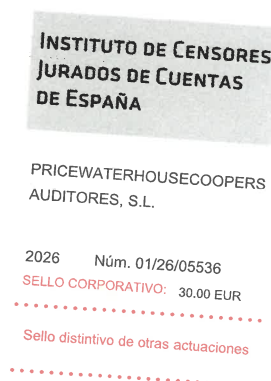 INSTITUTO DE CENSORES
JURADOS DE CUENTAS
DE ESPAÑA
PRICEWATERHOUSECOOPERS
AUDITORES, S.L.
2026 Núm. 01/26/05536
SELLO CORPORATIVO: 30.00 EUR
Sello distintivo de otras actuaciones